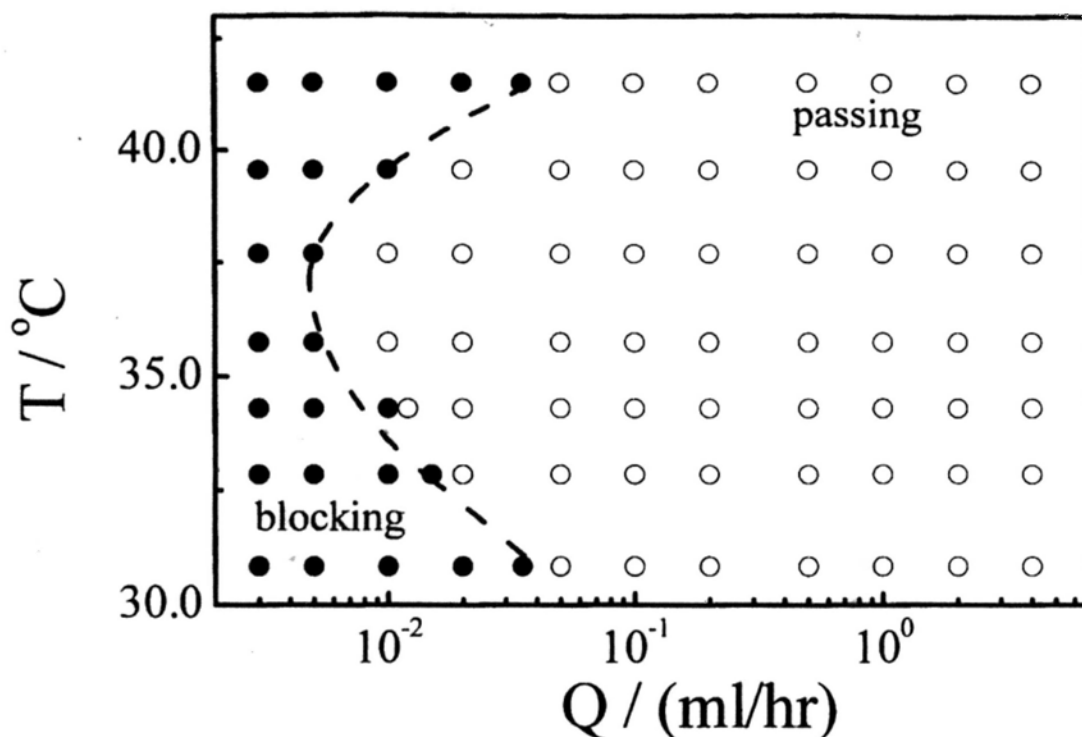 passing
40.0
T / °C
35.0
blocking
30.0
10⁻² 10⁻¹ 10⁰
Q / (ml/hr)